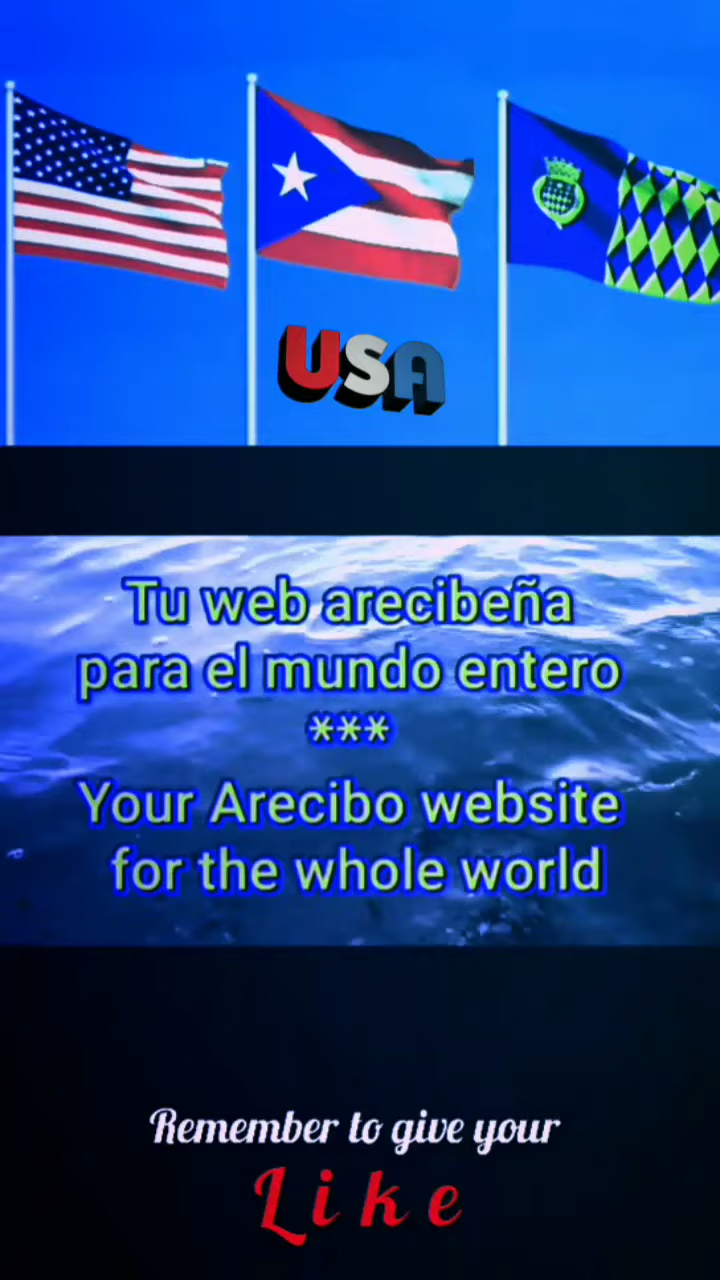 USA
Tu web arecibeña
para el mundo entero
***
Your Arecibo website
for the whole world
Remember to give your
Like